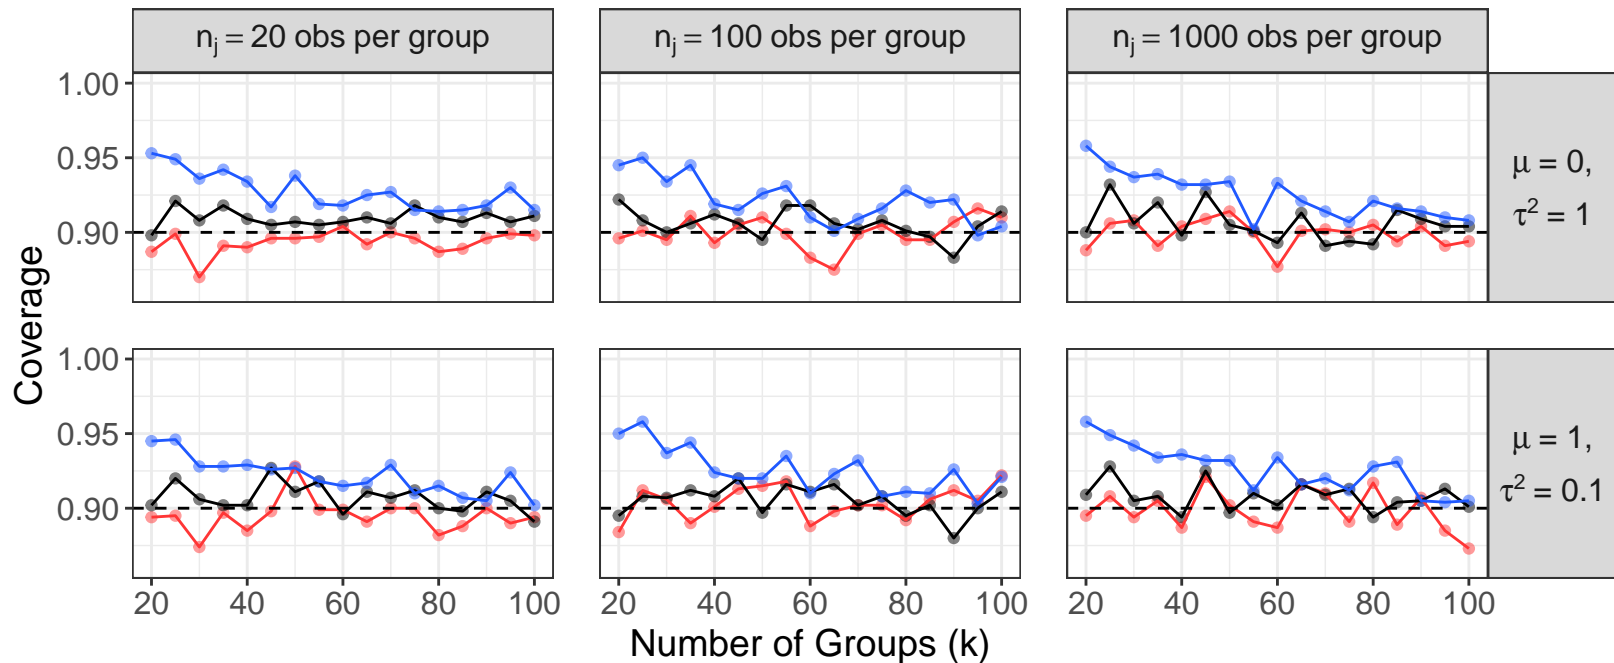 n_j = 20 obs per group
n_j = 100 obs per group
n_j = 1000 obs per group
Coverage
1.00
0.95
0.90
μ = 0,
τ² = 1
1.00
0.95
0.90
μ = 1,
τ² = 0.1
20 40 60 80 100
20 40 60 80 100
20 40 60 80 100
Number of Groups (k)